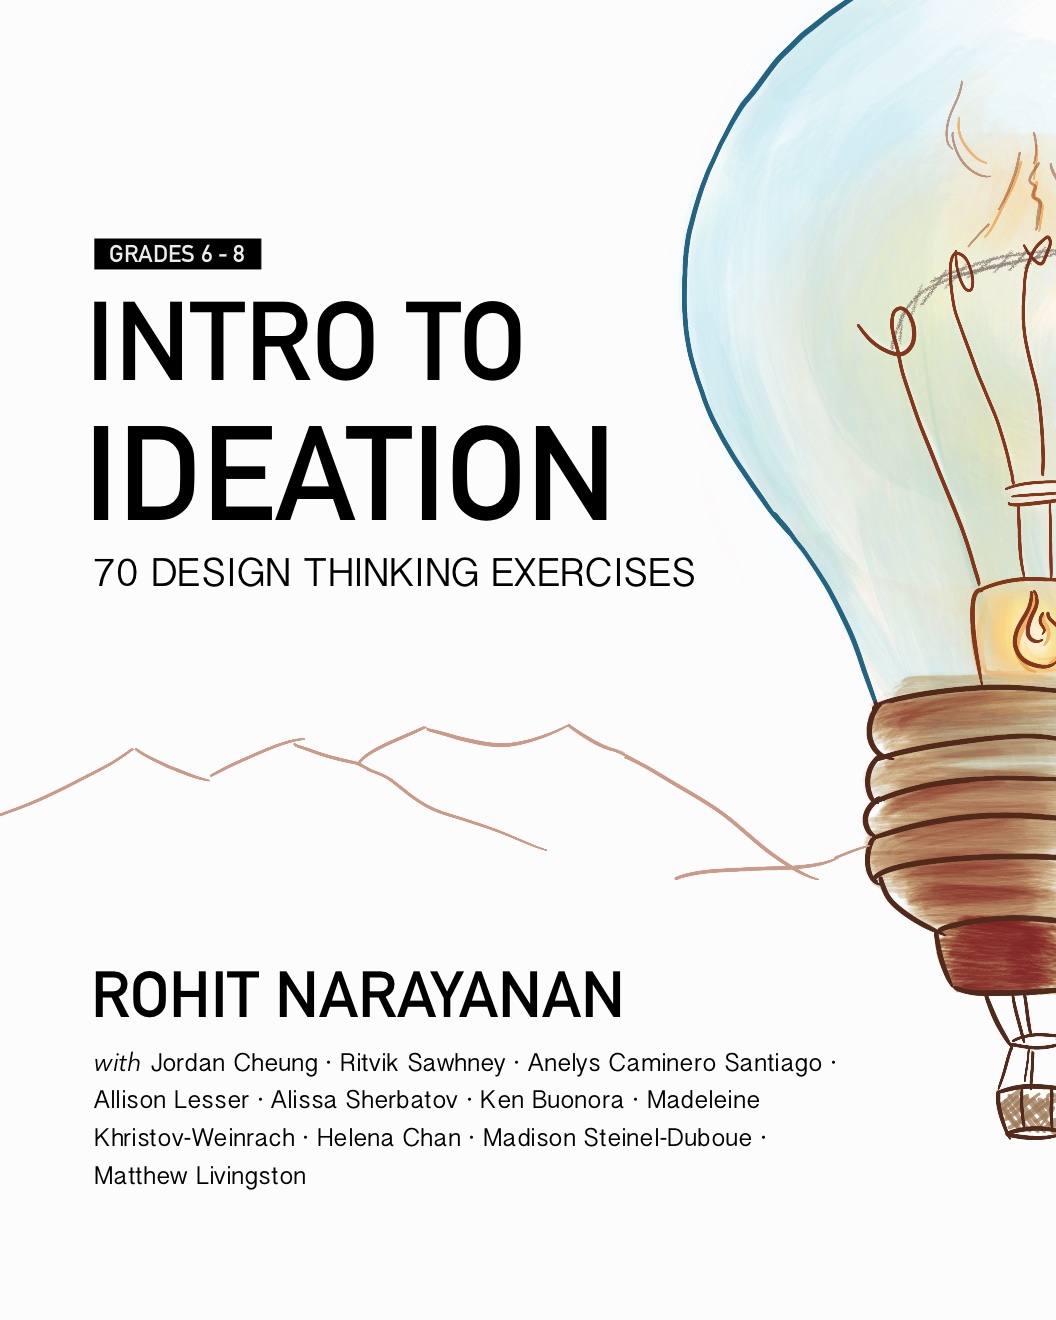 GRADES 6 - 8
INTRO TO
IDEATION
70 DESIGN THINKING EXERCISES
ROHIT NARAYANAN
with Jordan Cheung · Ritvik Sawhney · Anelys Caminero Santiago ·
Allison Lesser · Alissa Sherbatov · Ken Buonora · Madeleine
Khristov-Weinrach · Helena Chan · Madison Steinel-Duboue ·
Matthew Livingston